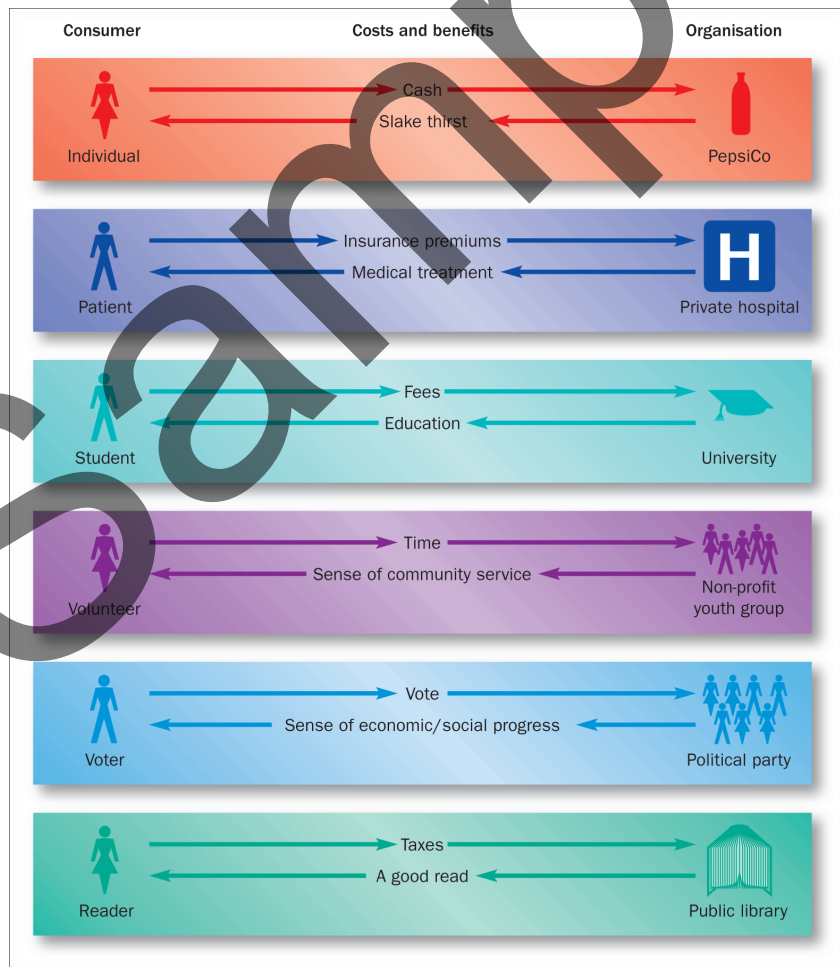 Consumer Costs and benefits Organisation
Cash
Slake thirst
Individual PepsiCo
Insurance premiums
H
Medical treatment
Patient Private hospital
Fees
Education
Student University
Time
Sense of community service
Non-profit
Volunteer youth group
Vote
Sense of economic/social progress
Voter Political party
Taxes
A good read
Reader Public library
Samp